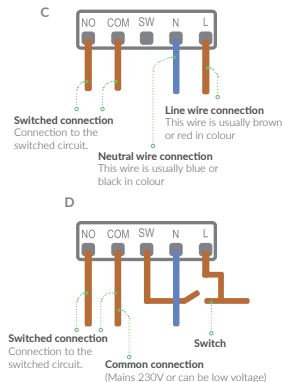 C
NO COM SW N L
Switched connection
Connection to the
switched circuit.
Line wire connection
This wire is usually brown
or red in colour
Neutral wire connection
This wire is usually blue or
black in colour
D
NO COM SW N L
Switched connection
Connection to the
switched circuit.
Switch
Common connection
(Mains 230V or can be low voltage)